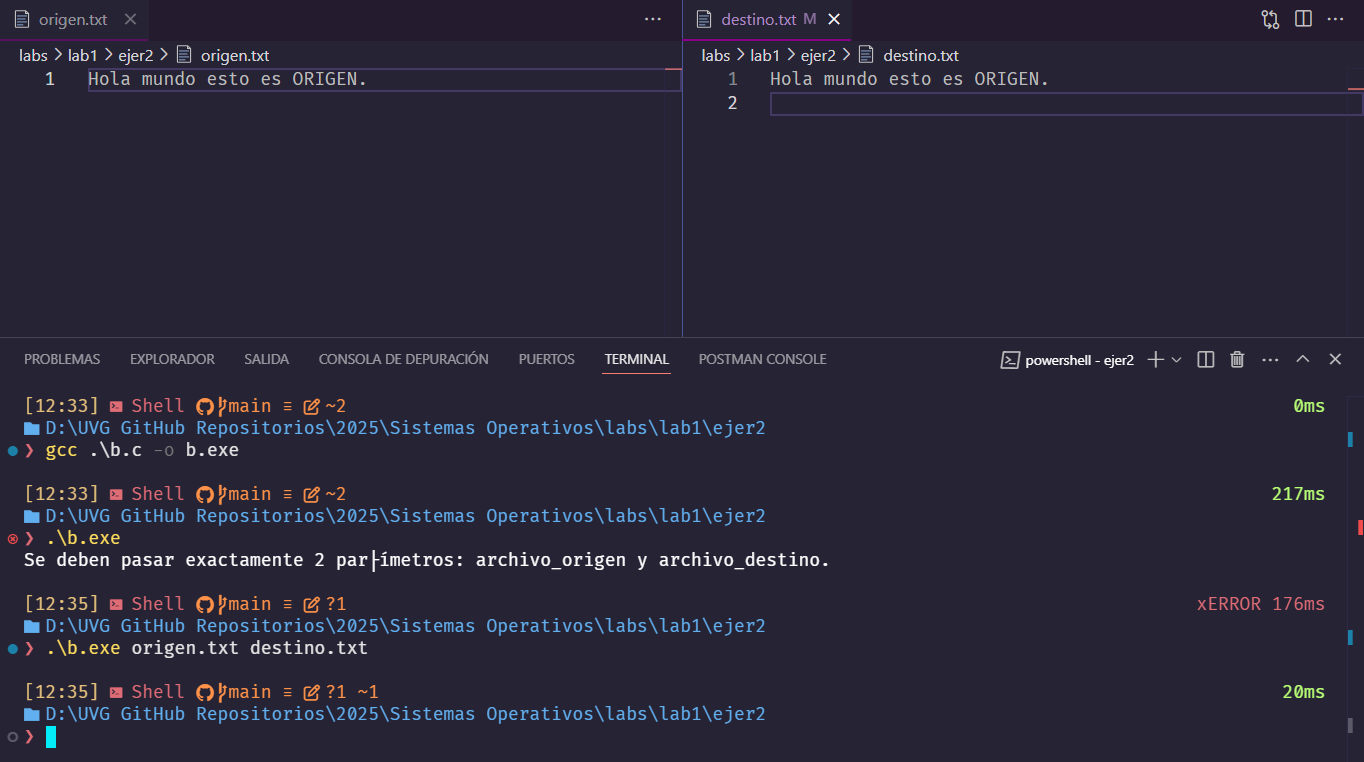 origen.txt
destino.txt M
labs > lab1 > ejer2 > origen.txt
labs > lab1 > ejer2 > destino.txt
1 Hola mundo esto es ORIGEN.
1 Hola mundo esto es ORIGEN.
2
PROBLEMAS EXPLORADOR SALIDA CONSOLA DE DEPURACIÓN PUERTOS TERMINAL POSTMAN CONSOLE
powershell - ejer2
[12:33] Shell main ≡ ~2 0ms
D:\UVG GitHub Repositorios\2025\Sistemas Operativos\labs\lab1\ejer2
❯ gcc .\b.c -o b.exe
[12:33] Shell main ≡ ~2 217ms
D:\UVG GitHub Repositorios\2025\Sistemas Operativos\labs\lab1\ejer2
❯ .\b.exe
Se deben pasar exactamente 2 par├ímetros: archivo_origen y archivo_destino.
[12:35] Shell main ≡ ?1 xERROR 176ms
D:\UVG GitHub Repositorios\2025\Sistemas Operativos\labs\lab1\ejer2
❯ .\b.exe origen.txt destino.txt
[12:35] Shell main ≡ ?1 ~1 20ms
D:\UVG GitHub Repositorios\2025\Sistemas Operativos\labs\lab1\ejer2
❯